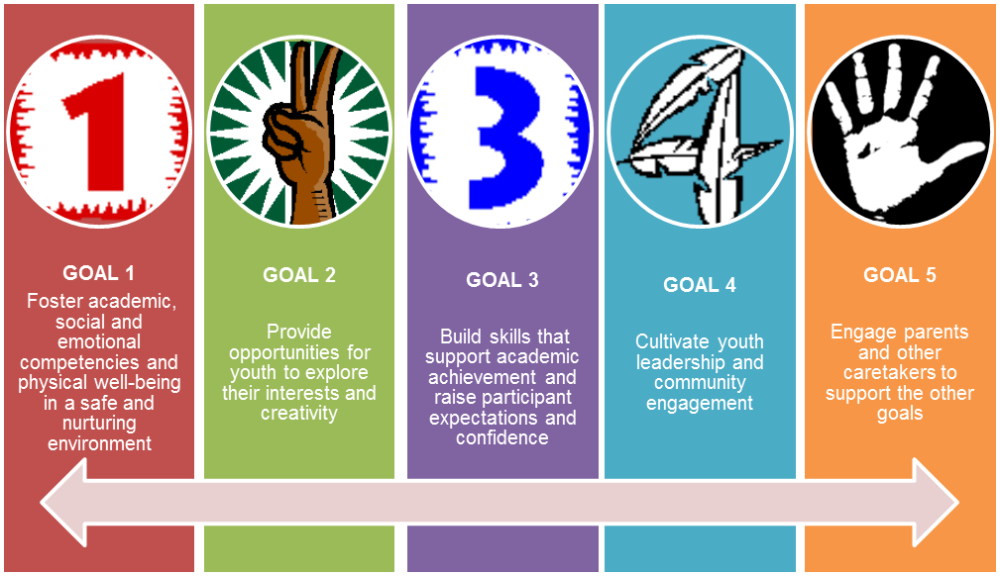 1
GOAL 1
Foster academic,
social and
emotional
competencies and
physical well-being
in a safe and
nurturing
environment
GOAL 2
Provide
opportunities for
youth to explore
their interests and
creativity
3
GOAL 3
Build skills that
support academic
achievement and
raise participant
expectations and
confidence
4
GOAL 4
Cultivate youth
leadership and
community
engagement
GOAL 5
Engage parents
and other
caretakers to
support the other
goals